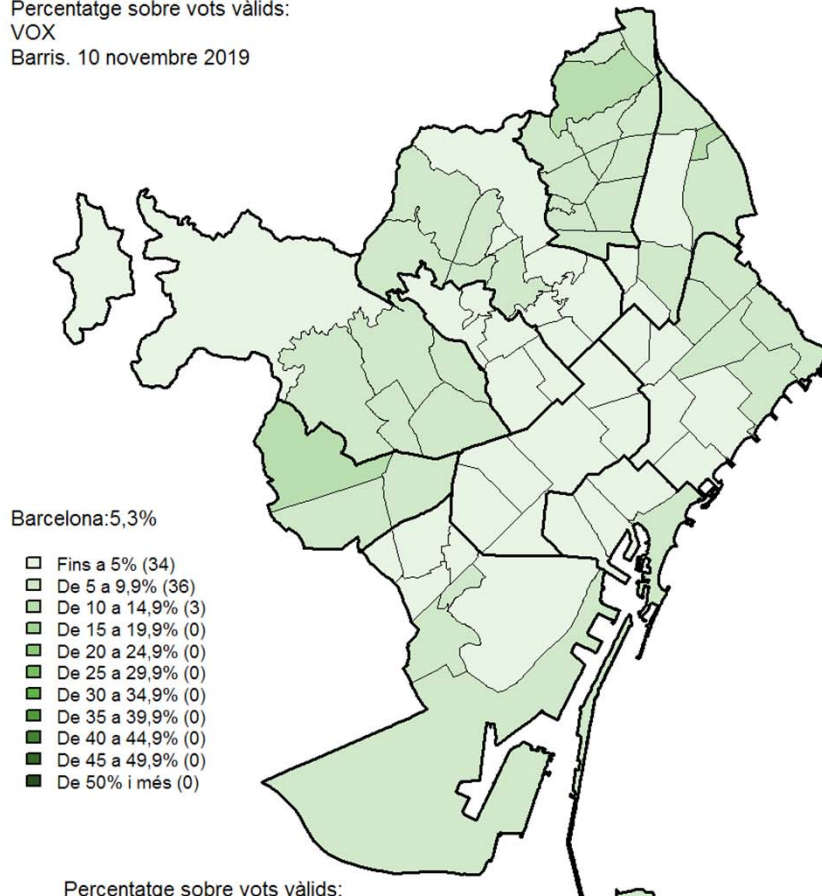 Percentatge sobre vots vàlids:
VOX
Barris. 10 novembre 2019
Barcelona:5,3%
Fins a 5% (34)
De 5 a 9,9% (36)
De 10 a 14,9% (3)
De 15 a 19,9% (0)
De 20 a 24,9% (0)
De 25 a 29,9% (0)
De 30 a 34,9% (0)
De 35 a 39,9% (0)
De 40 a 44,9% (0)
De 45 a 49,9% (0)
De 50% i més (0)
Percentatge sobre vots vàlids: